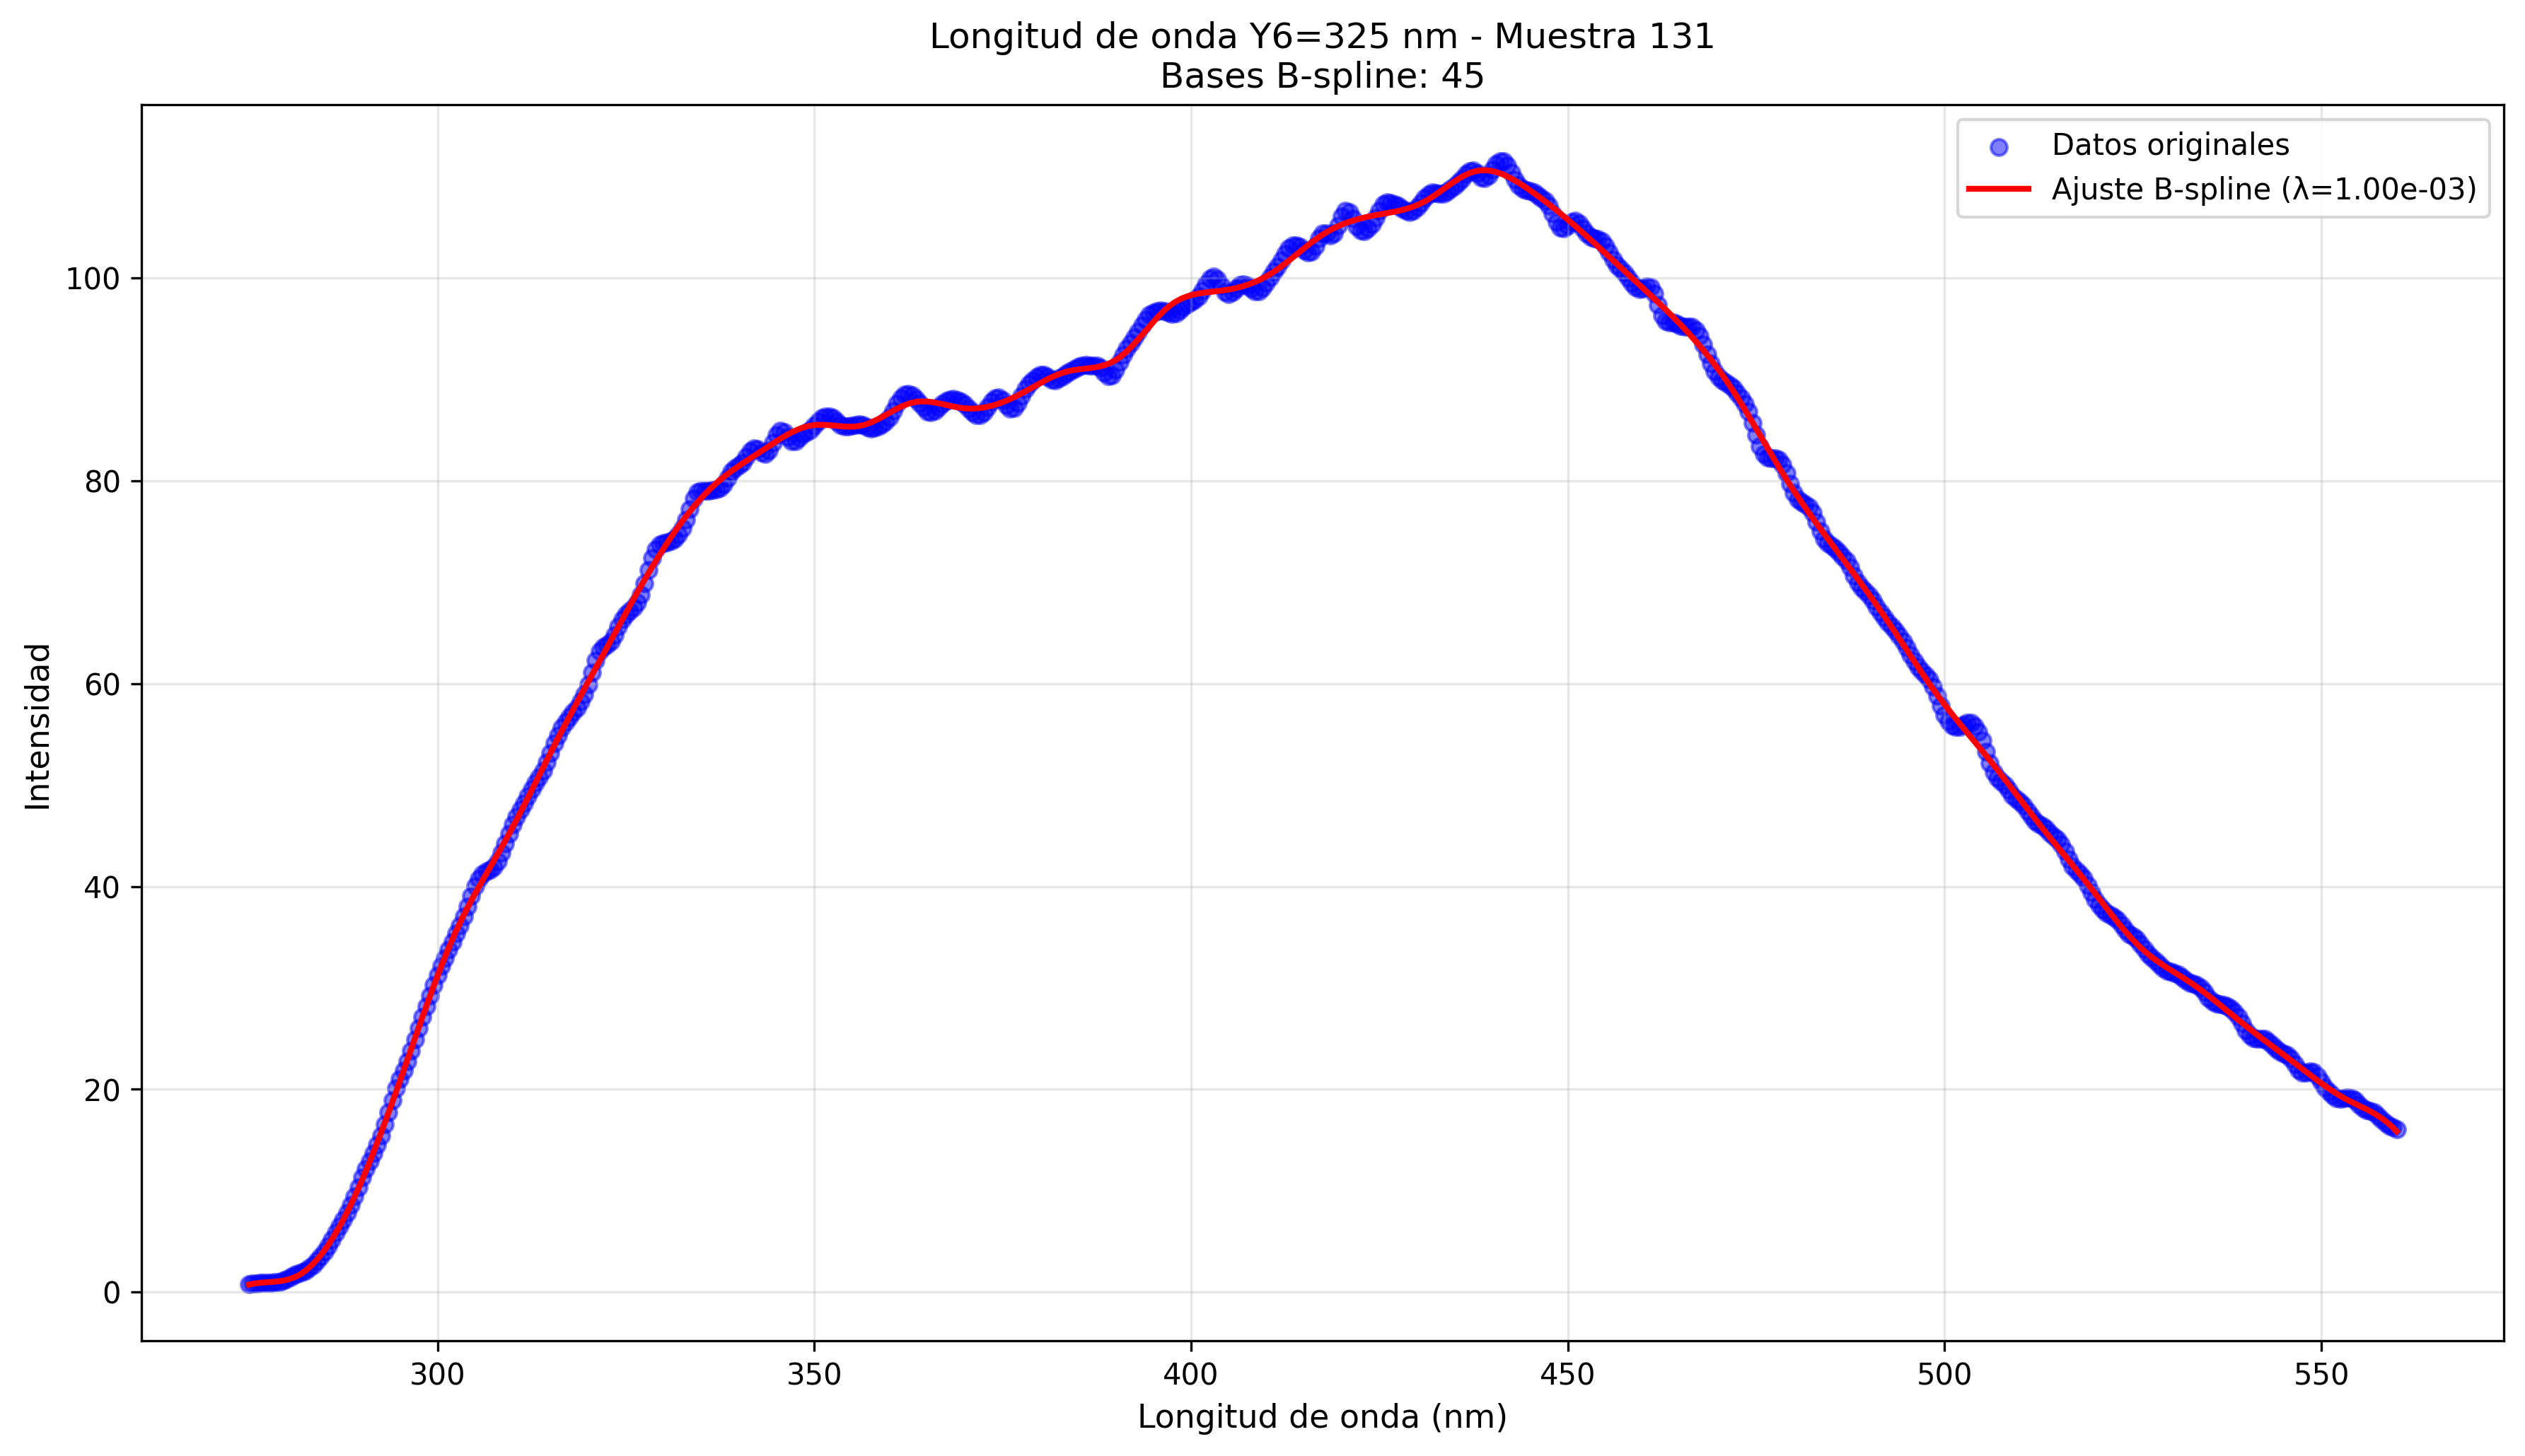 Longitud de onda Y6=325 nm - Muestra 131
Bases B-spline: 45
Datos originales
Ajuste B-spline (λ=1.00e-03)
Intensidad
100
80
60
40
20
0
300 350 400 450 500 550
Longitud de onda (nm)